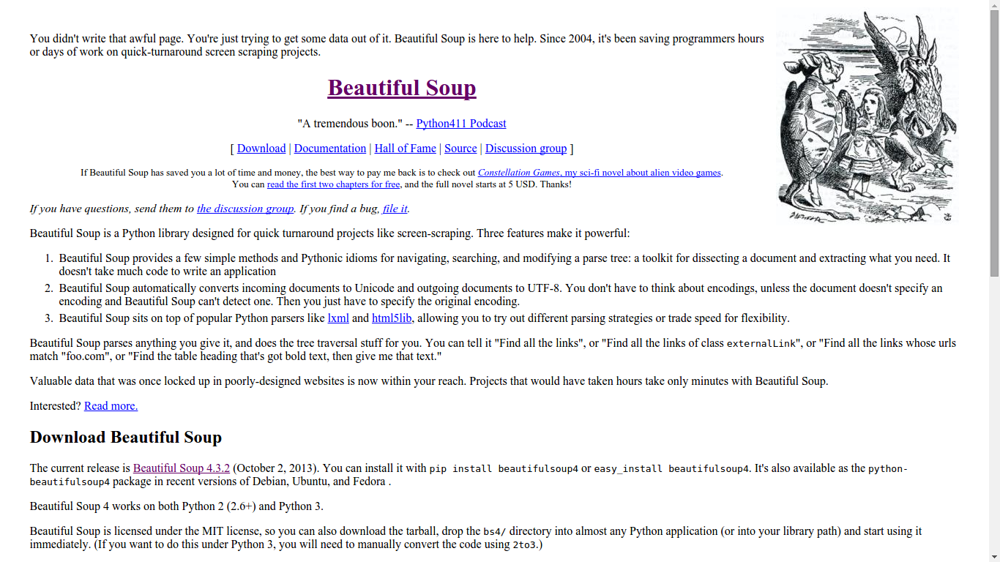 You didn't write that awful page. You're just trying to get some data out of it. Beautiful Soup is here to help. Since 2004, it's been saving programmers hours
or days of work on quick-turnaround screen scraping projects.
Beautiful Soup
"A tremendous boon." -- Python411 Podcast
[ Download | Documentation | Hall of Fame | Source | Discussion group ]
If Beautiful Soup has saved you a lot of time and money, the best way to pay me back is to check out Constellation Games, my sci-fi novel about alien video games.
You can read the first two chapters for free, and the full novel starts at 5 USD. Thanks!
If you have questions, send them to the discussion group. If you find a bug, file it.
Beautiful Soup is a Python library designed for quick turnaround projects like screen-scraping. Three features make it powerful:
1. Beautiful Soup provides a few simple methods and Pythonic idioms for navigating, searching, and modifying a parse tree: a toolkit for dissecting a document and extracting what you need. It
doesn't take much code to write an application
2. Beautiful Soup automatically converts incoming documents to Unicode and outgoing documents to UTF-8. You don't have to think about encodings, unless the document doesn't specify an
encoding and Beautiful Soup can't detect one. Then you just have to specify the original encoding.
3. Beautiful Soup sits on top of popular Python parsers like lxml and html5lib, allowing you to try out different parsing strategies or trade speed for flexibility.
Beautiful Soup parses anything you give it, and does the tree traversal stuff for you. You can tell it "Find all the links", or "Find all the links of class externalLink", or "Find all the links whose urls
match "foo.com", or "Find the table heading that's got bold text, then give me that text."
Valuable data that was once locked up in poorly-designed websites is now within your reach. Projects that would have taken hours take only minutes with Beautiful Soup.
Interested? Read more.
Download Beautiful Soup
The current release is Beautiful Soup 4.3.2 (October 2, 2013). You can install it with pip install beautifulsoup4 or easy_install beautifulsoup4. It's also available as the python-
beautifulsoup4 package in recent versions of Debian, Ubuntu, and Fedora .
Beautiful Soup 4 works on both Python 2 (2.6+) and Python 3.
Beautiful Soup is licensed under the MIT license, so you can also download the tarball, drop the bs4/ directory into almost any Python application (or into your library path) and start using it
immediately. (If you want to do this under Python 3, you will need to manually convert the code using 2to3.)